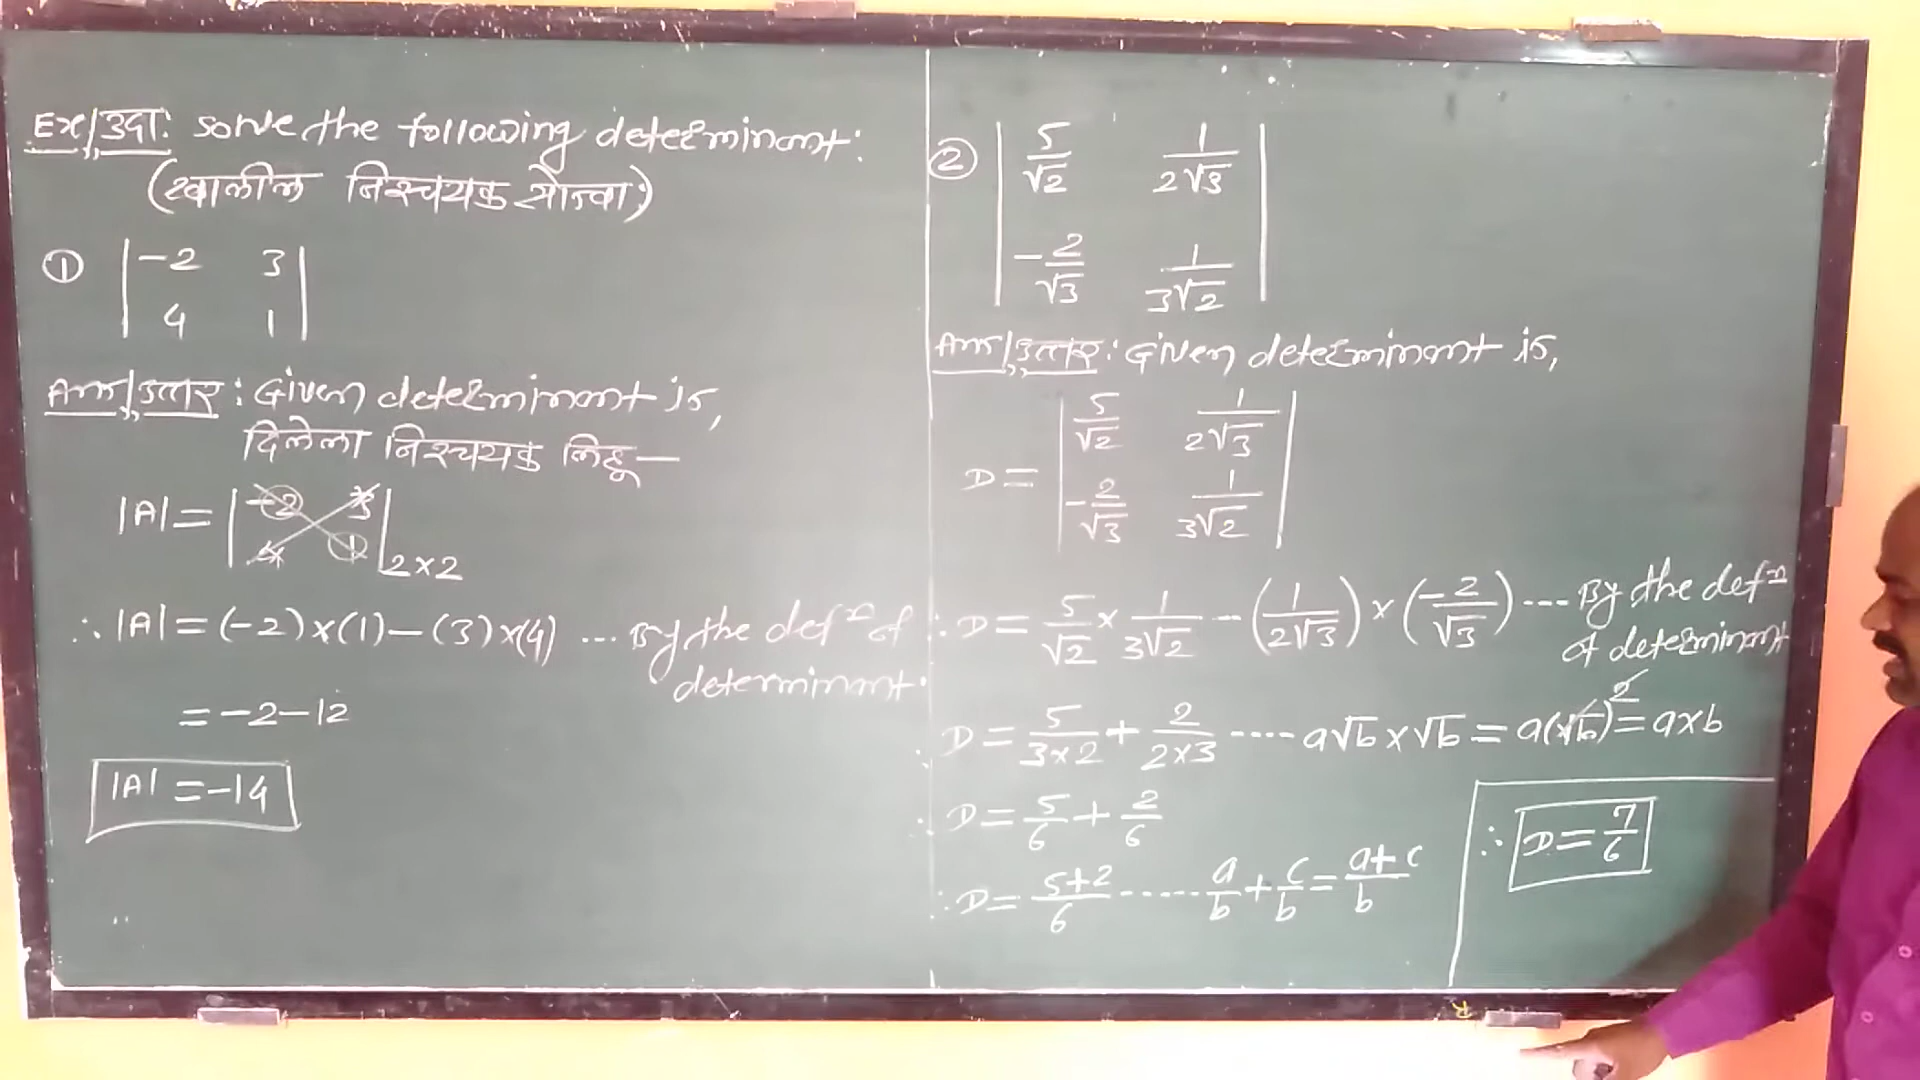 Ex/उदा: Solve the following determinant:
(खालील निश्चयक सोडवा:)
① | -2 3 |
| 4 1 |
Ans/उत्तर: Given determinant is,
दिलेला निश्चयक लिहू—
|A| = | -2 3 |
| 4 1 | 2×2
∴ |A| = (-2)×(1) – (3)×(4) ... By the defⁿ of
determinant.
= -2-12
|A| = -14
② | 5/√2 1/2√3 |
| -2/√3 1/3√2 |
Ans/उत्तर: Given determinant is,
D = | 5/√2 1/2√3 |
| -2/√3 1/3√2 |
∴ D = 5/√2 × 1/3√2 – (1/2√3) × (-2/√3) --- By the defⁿ
of determinant
∴ D = 5/3×2 + 2/2×3 ---- a√b×√b = a(√b)² = a×b
∴ D = 5/6 + 2/6
∴ D = 5+2/6 ----- a/b + c/b = a+c/b
∴ D = 7/6
R